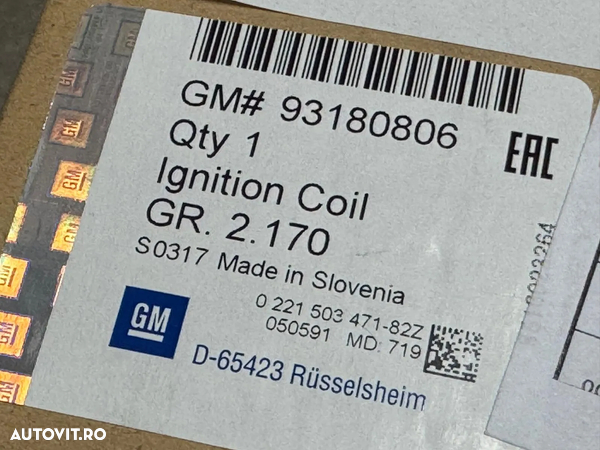 GM# 93180806
Qty 1
EAC
Ignition Coil
GR. 2.170
S0317 Made in Slovenia
0 221 503 471-82Z
050591 MD: 719
GM
D-65423 Rüsselsheim
AUTOVIT.RO